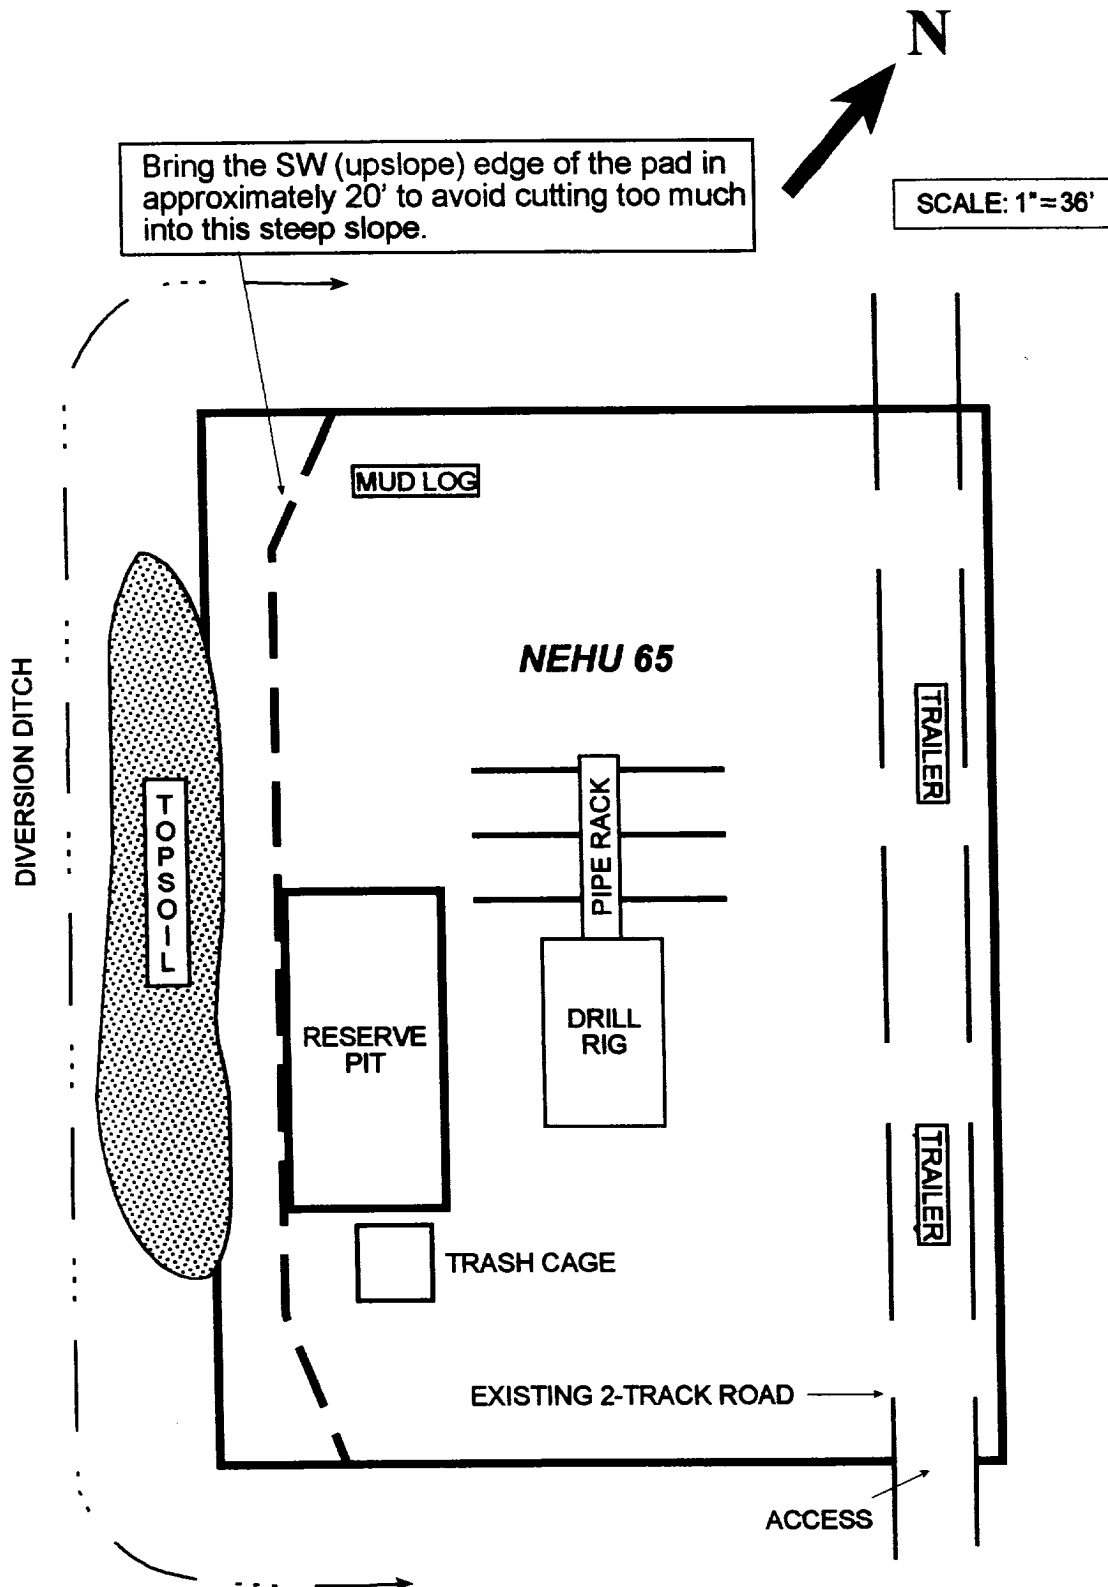 N
Bring the SW (upslope) edge of the pad in
approximately 20' to avoid cutting too much
into this steep slope.
SCALE: 1"=36'
MUD LOG
NEHU 65
DIVERSION DITCH
TOPSOIL
TRAILER
PIPE RACK
RESERVE
PIT
DRILL
RIG
TRAILER
TRASH CAGE
EXISTING 2-TRACK ROAD
ACCESS